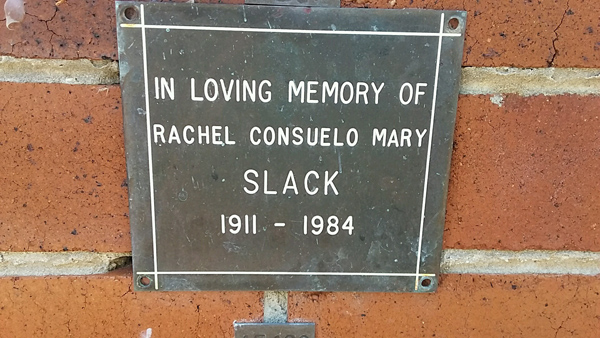 IN LOVING MEMORY OF
RACHEL CONSUELO MARY
SLACK
1911 - 1984